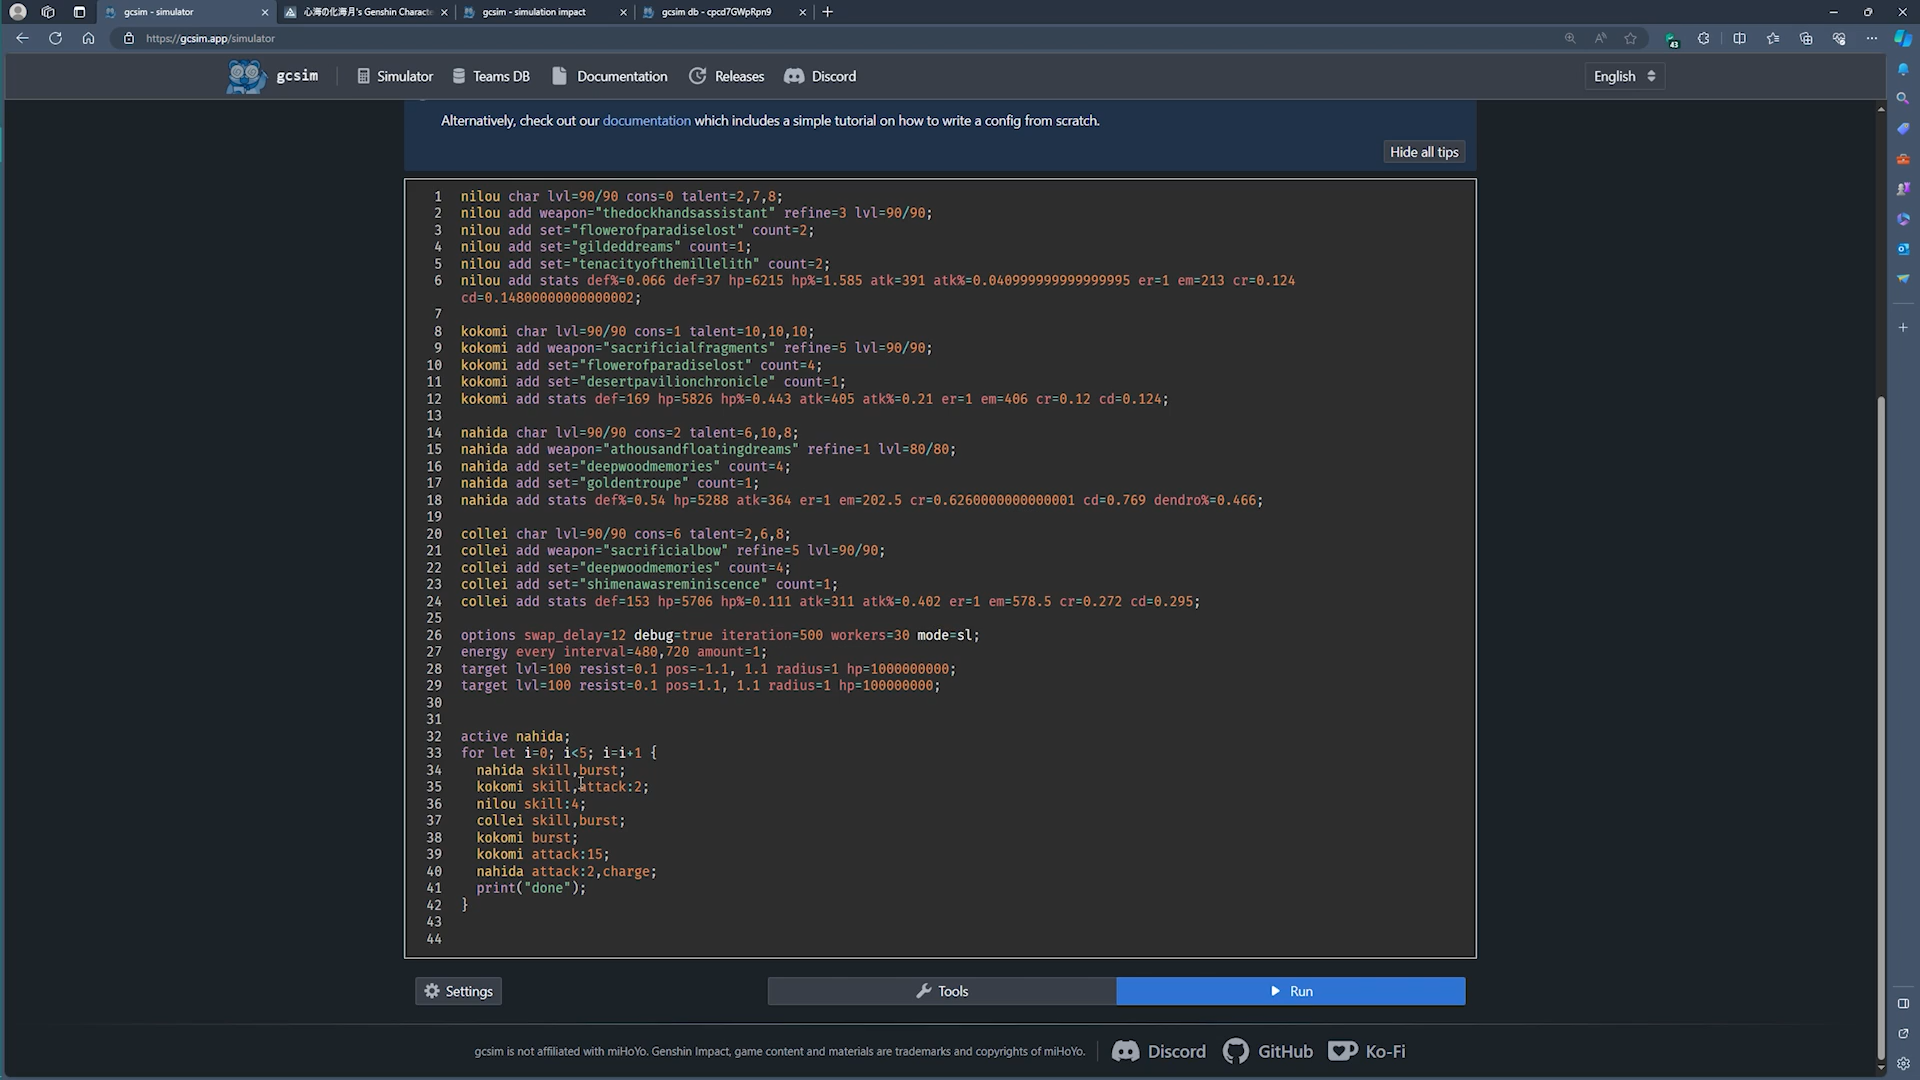 gcsim - simulator
心海の化海月's Genshin Characte
gcsim - simulation impact
gcsim db - cpcd7GWpRpn9
https://gcsim.app/simulator
43
gcsim
Simulator
Teams DB
Documentation
Releases
Discord
English
Alternatively, check out our documentation which includes a simple tutorial on how to write a config from scratch.
Hide all tips
1 nilou char lvl=90/90 cons=0 talent=2,7,8;
2 nilou add weapon="thedockhandsassistant" refine=3 lvl=90/90;
3 nilou add set="flowerofparadiselost" count=2;
4 nilou add set="gildeddreams" count=1;
5 nilou add set="tenacityofthemillelith" count=2;
6 nilou add stats def%=0.066 def=37 hp=6215 hp%=1.585 atk=391 atk%=0.040999999999999995 er=1 em=213 cr=0.124
cd=0.14800000000000002;
7
8 kokomi char lvl=90/90 cons=1 talent=10,10,10;
9 kokomi add weapon="sacrificialfragments" refine=5 lvl=90/90;
10 kokomi add set="flowerofparadiselost" count=4;
11 kokomi add set="desertpavilionchronicle" count=1;
12 kokomi add stats def=169 hp=5826 hp%=0.443 atk=405 atk%=0.21 er=1 em=406 cr=0.12 cd=0.124;
13
14 nahida char lvl=90/90 cons=2 talent=6,10,8;
15 nahida add weapon="athousandfloatingdreams" refine=1 lvl=80/80;
16 nahida add set="deepwoodmemories" count=4;
17 nahida add set="goldentroupe" count=1;
18 nahida add stats def%=0.54 hp=5288 atk=364 er=1 em=202.5 cr=0.6260000000000001 cd=0.769 dendro%=0.466;
19
20 collei char lvl=90/90 cons=6 talent=2,6,8;
21 collei add weapon="sacrificialbow" refine=5 lvl=90/90;
22 collei add set="deepwoodmemories" count=4;
23 collei add set="shimenawasreminiscence" count=1;
24 collei add stats def=153 hp=5706 hp%=0.111 atk=311 atk%=0.402 er=1 em=578.5 cr=0.272 cd=0.295;
25
26 options swap_delay=12 debug=true iteration=500 workers=30 mode=sl;
27 energy every interval=480,720 amount=1;
28 target lvl=100 resist=0.1 pos=-1.1, 1.1 radius=1 hp=1000000000;
29 target lvl=100 resist=0.1 pos=1.1, 1.1 radius=1 hp=100000000;
30
31
32 active nahida;
33 for let i=0; i<5; i=i+1 {
34 nahida skill,burst;
35 kokomi skill,attack:2;
36 nilou skill:4;
37 collei skill,burst;
38 kokomi burst;
39 kokomi attack:15;
40 nahida attack:2,charge;
41 print("done");
42 }
43
44
Settings
Tools
Run
gcsim is not affiliated with miHoYo. Genshin Impact, game content and materials are trademarks and copyrights of miHoYo.
Discord
GitHub
Ko-Fi